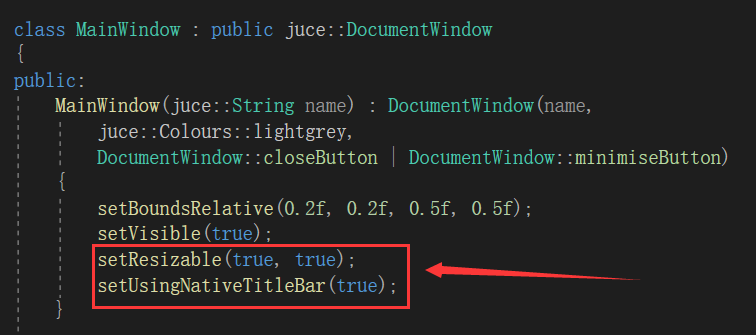 class MainWindow : public juce::DocumentWindow
{
public:
MainWindow(juce::String name) : DocumentWindow(name,
juce::Colours::lightgrey,
DocumentWindow::closeButton | DocumentWindow::minimiseButton)
{
setBoundsRelative(0.2f, 0.2f, 0.5f, 0.5f);
setVisible(true);
setResizable(true, true);
setUsingNativeTitleBar(true);
}